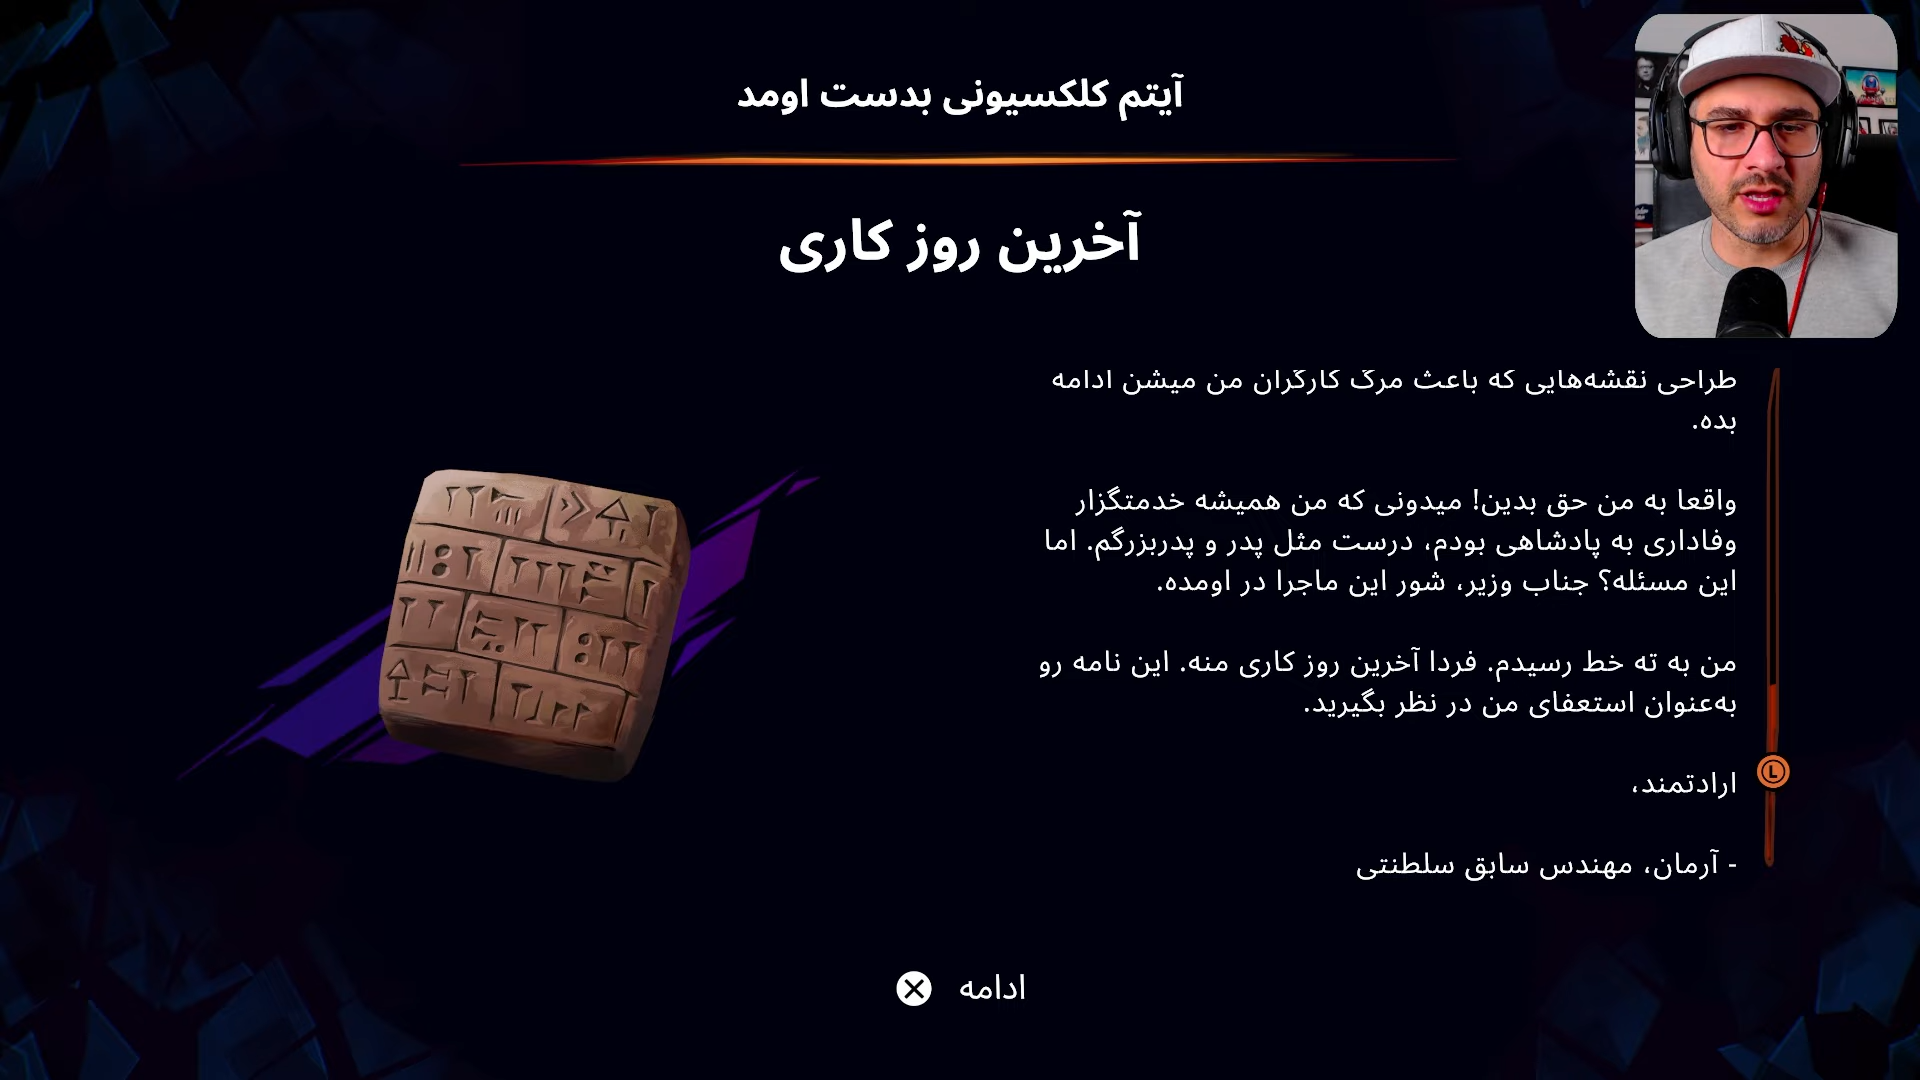 آیتم کلکسیونی بدست اومد
آخرین روز کاری
طراحی نقشه‌هایی که باعث مرگ کارگران من میشن ادامه
بده.
واقعا به من حق بدین! میدونی که من همیشه خدمتگزار
وفاداری به پادشاهی بودم، درست مثل پدر و پدربزرگم. اما
این مسئله؟ جناب وزیر، شور این ماجرا در اومده.
من به ته خط رسیدم. فردا آخرین روز کاری منه. این نامه رو
به‌عنوان استعفای من در نظر بگیرید.
ارادتمند،
L
- آرمان، مهندس سابق سلطنتی
ادامه